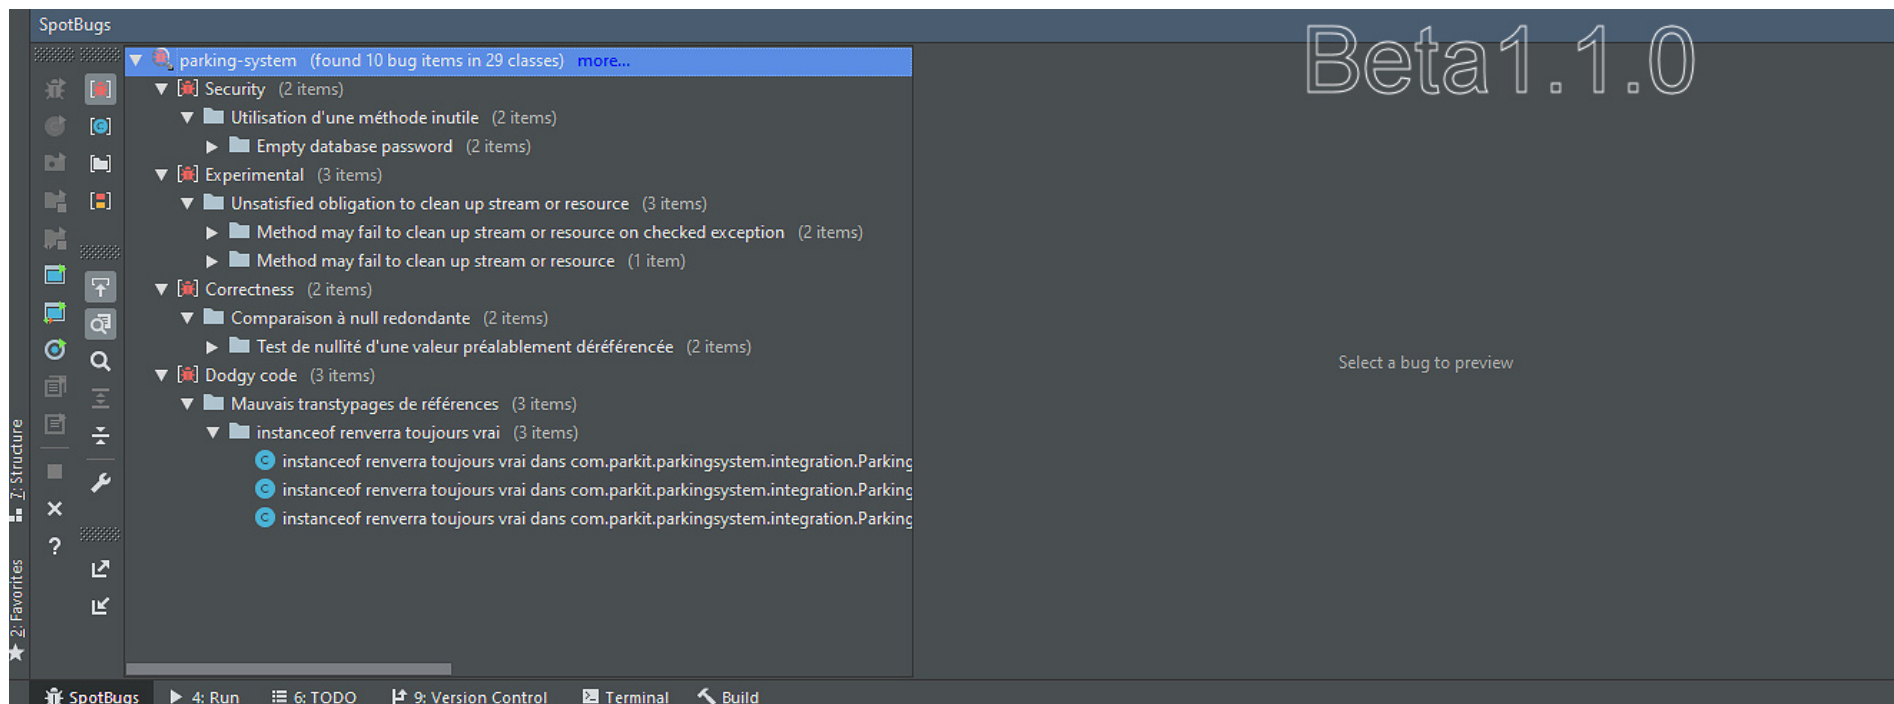 SpotBugs
Beta1.1.0
parking-system (found 10 bug items in 29 classes) more...
Security (2 items)
Utilisation d'une méthode inutile (2 items)
Empty database password (2 items)
Experimental (3 items)
Unsatisfied obligation to clean up stream or resource (3 items)
Method may fail to clean up stream or resource on checked exception (2 items)
Method may fail to clean up stream or resource (1 item)
Correctness (2 items)
Comparaison à null redondante (2 items)
Test de nullité d'une valeur préalablement déréférencée (2 items)
Dodgy code (3 items)
Mauvais transtypages de références (3 items)
instanceof renverra toujours vrai (3 items)
instanceof renverra toujours vrai dans com.parkit.parkingsystem.integration.Parking
instanceof renverra toujours vrai dans com.parkit.parkingsystem.integration.Parking
instanceof renverra toujours vrai dans com.parkit.parkingsystem.integration.Parking
Select a bug to preview
7: Structure
2: Favorites
SpotBugs 4: Run 6: TODO 9: Version Control Terminal Build